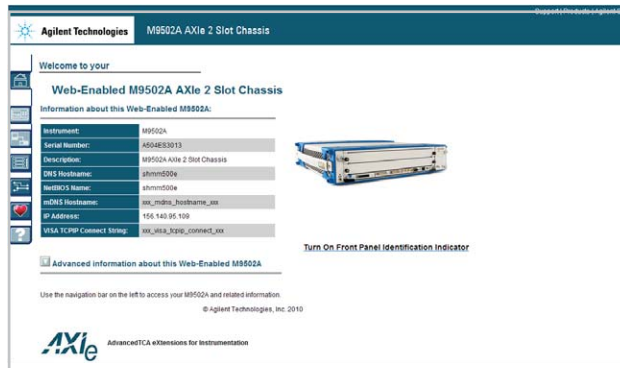 Support | Products | Agilent
Agilent Technologies
M9502A AXIe 2 Slot Chassis
Welcome to your
Web-Enabled M9502A AXIe 2 Slot Chassis
Information about this Web-Enabled M9502A:
Instrument: M9502A
Serial Number: A504ES3013
Description: M9502A AXIe 2 Slot Chassis
DNS Hostname: shmm500e
NetBIOS Name: shmm500e
mDNS Hostname: xxx_mdns_hostname_xxx
IP Address: 156.140.95.109
VISA TCPIP Connect String: xxx_visa_tcpip_connect_xxx
Turn On Front Panel Identification Indicator
Advanced information about this Web-Enabled M9502A
Use the navigation bar on the left to access your M9502A and related information.
© Agilent Technologies, Inc. 2010
AXIe
AdvancedTCA eXtensions for Instrumentation